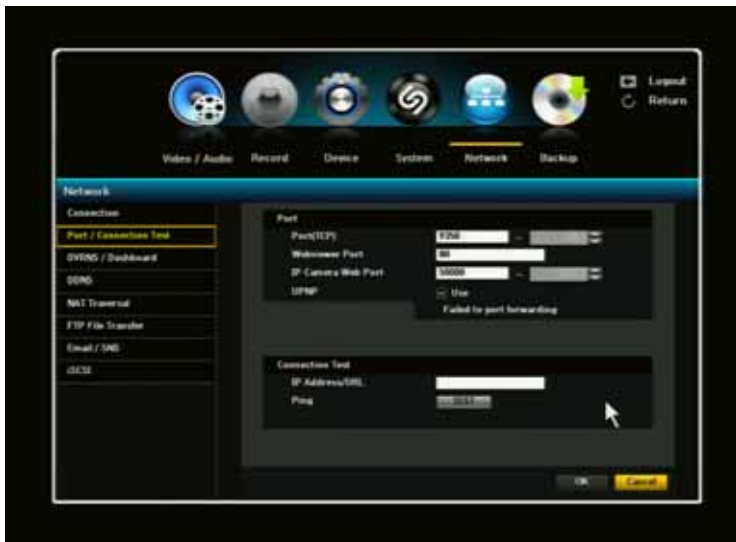 Logout
Return
Video / Audio Record Device System Network Backup
Network
Connection
Port / Connection Test
DVRNS / Dashboard
DDNS
NAT Traversal
FTP File Transfer
Email / SNS
iSCSI
Port
Port(TCP) ~
Webviewer Port 80
IP Camera Web Port 50000 ~
UPNP Use
Failed to port forwarding
Connection Test
IP Address/URL
Ping
OK Cancel